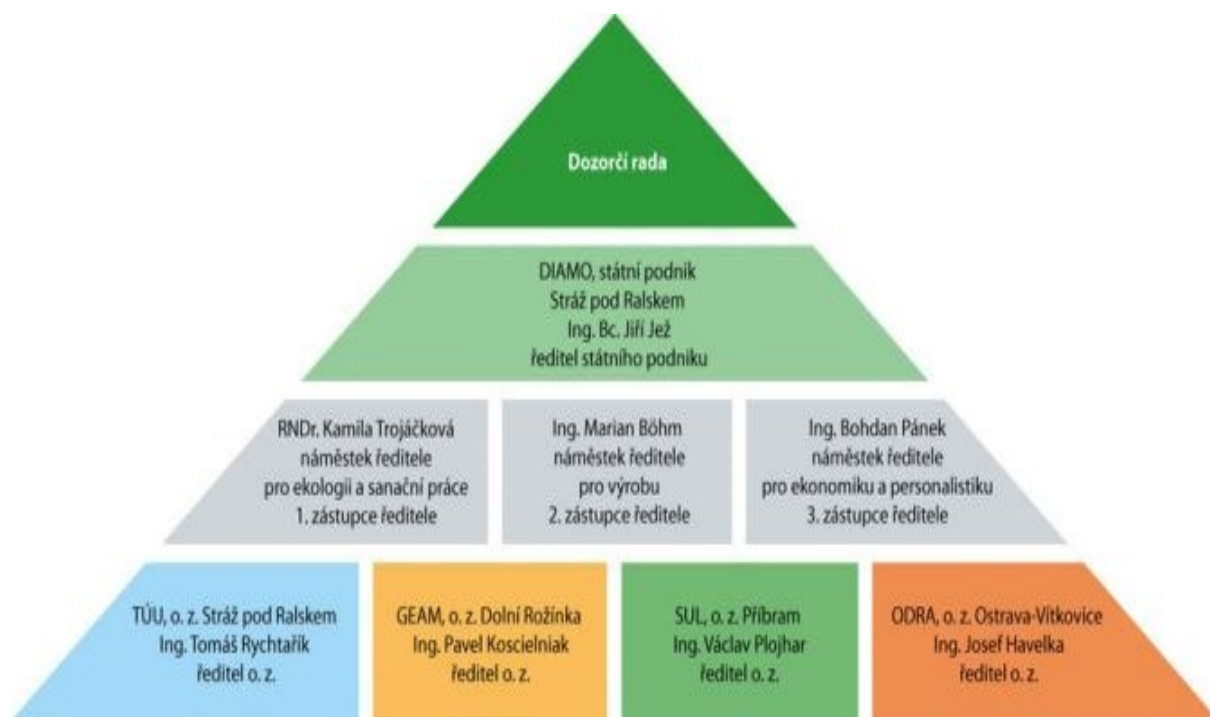 Dozorčí rada
DIAMO, státní podnik
Stráž pod Ralskem
Ing. Bc. Jiří Jež
ředitel státního podniku
RNDr. Kamila Trojáčková
náměstek ředitele
pro ekologii a sanační práce
1. zástupce ředitele
Ing. Marian Böhm
náměstek ředitele
pro výrobu
2. zástupce ředitele
Ing. Bohdan Pánek
náměstek ředitele
pro ekonomiku a personalistiku
3. zástupce ředitele
TÚU, o. z. Stráž pod Ralskem
Ing. Tomáš Rychtařík
ředitel o. z.
GEAM, o. z. Dolní Rožínka
Ing. Pavel Koscielniak
ředitel o. z.
SUL, o. z. Příbram
Ing. Václav Plojhar
ředitel o. z.
ODRA, o. z. Ostrava-Vítkovice
Ing. Josef Havelka
ředitel o. z.